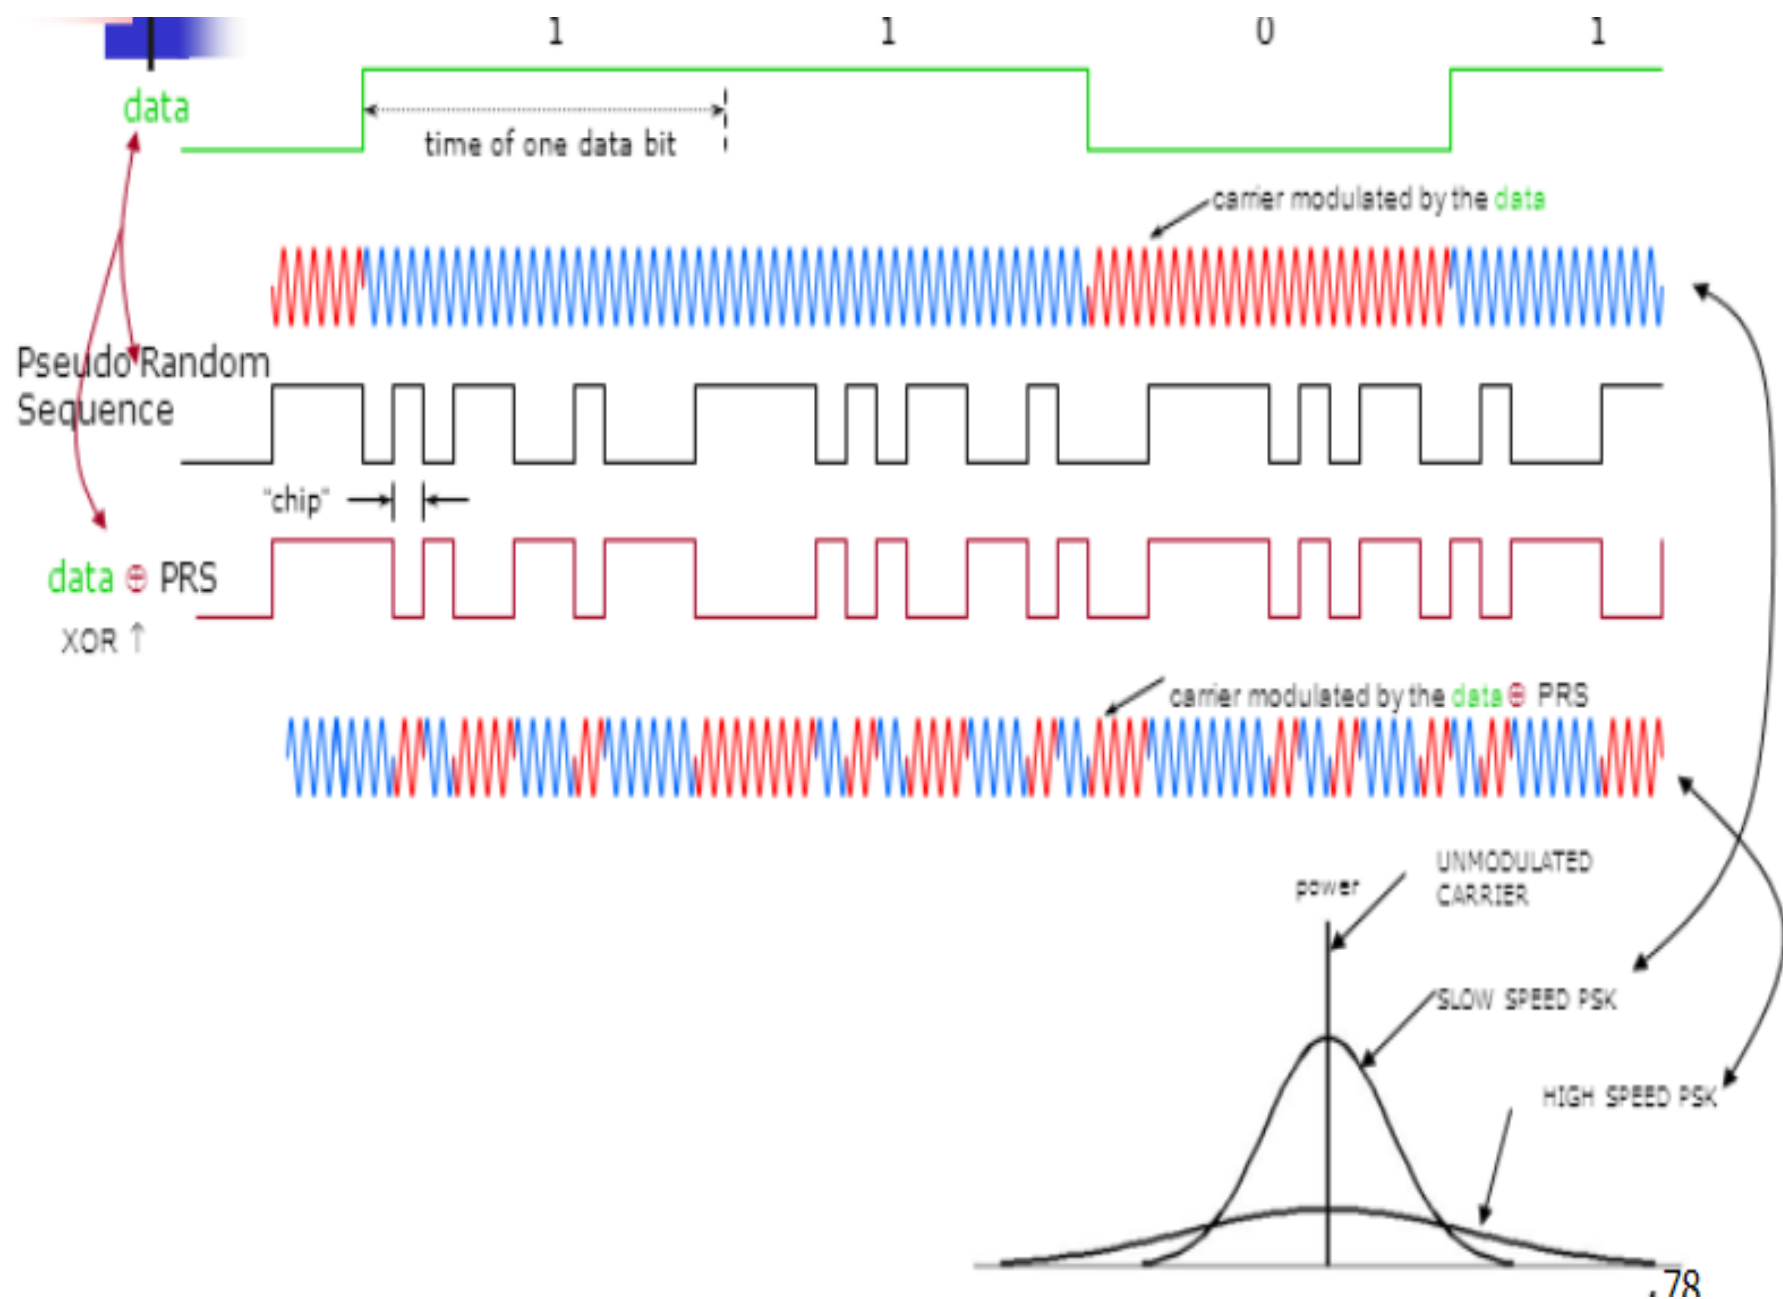 1 1 0 1
data
time of one data bit
carrier modulated by the data
Pseudo Random
Sequence
"chip"
data ⊕ PRS
XOR ↑
carrier modulated by the data ⊕ PRS
UNMODULATED
CARRIER
power
SLOW SPEED PSK
HIGH SPEED PSK
78